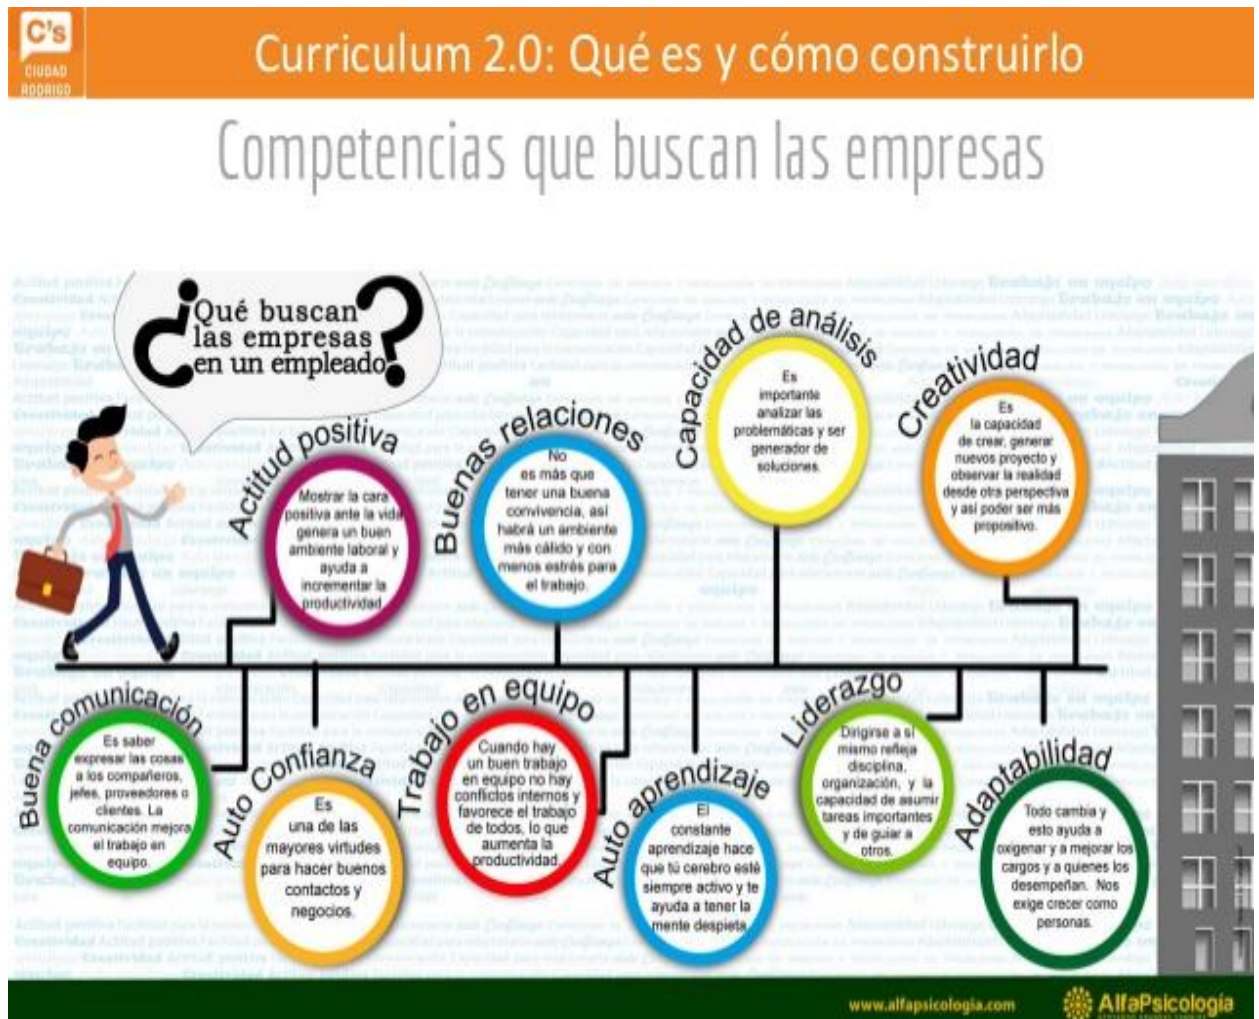 C's
CIUDAD
RODRIGO
Curriculum 2.0: Qué es y cómo construirlo
Competencias que buscan las empresas
¿Qué buscan
las empresas
en un empleado?
Actitud positiva
Mostrar la cara
positiva ante la vida
genera un buen
ambiente laboral y
ayuda a
incrementar la
productividad.
Buenas relaciones
No
es más que
tener una buena
convivencia, así
habrá un ambiente
más cálido y con
menos estrés para
el trabajo.
Capacidad de análisis
Es
importante
analizar las
problemáticas y ser
generador de
soluciones.
Creatividad
Es
la capacidad
de crear, generar
nuevos proyecto y
observar la realidad
desde otra perspectiva
y así poder ser más
propositivo.
Buena comunicación
Es saber
expresar las cosas
a los compañeros,
jefes, proveedores o
clientes. La
comunicación mejora
el trabajo en
equipo.
Auto Confianza
Es
una de las
mayores virtudes
para hacer buenos
contactos y
negocios.
Trabajo en equipo
Cuando hay
un buen trabajo
en equipo no hay
conflictos internos y
favorece el trabajo
de todos, lo que
aumenta la
productividad.
Auto aprendizaje
El
constante
aprendizaje hace
que tú cerebro esté
siempre activo y te
ayuda a tener la
mente despieta.
Liderazgo
Dirigirse a sí
mismo refleja
disciplina,
organización, y la
capacidad de asumir
tareas importantes
y de guiar a
otros.
Adaptabilidad
Todo cambia y
esto ayuda a
oxigenar y a mejorar los
cargos y a quienes los
desempeñan. Nos
exige crecer como
personas.
www.alfapsicologia.com
AlfaPsicología